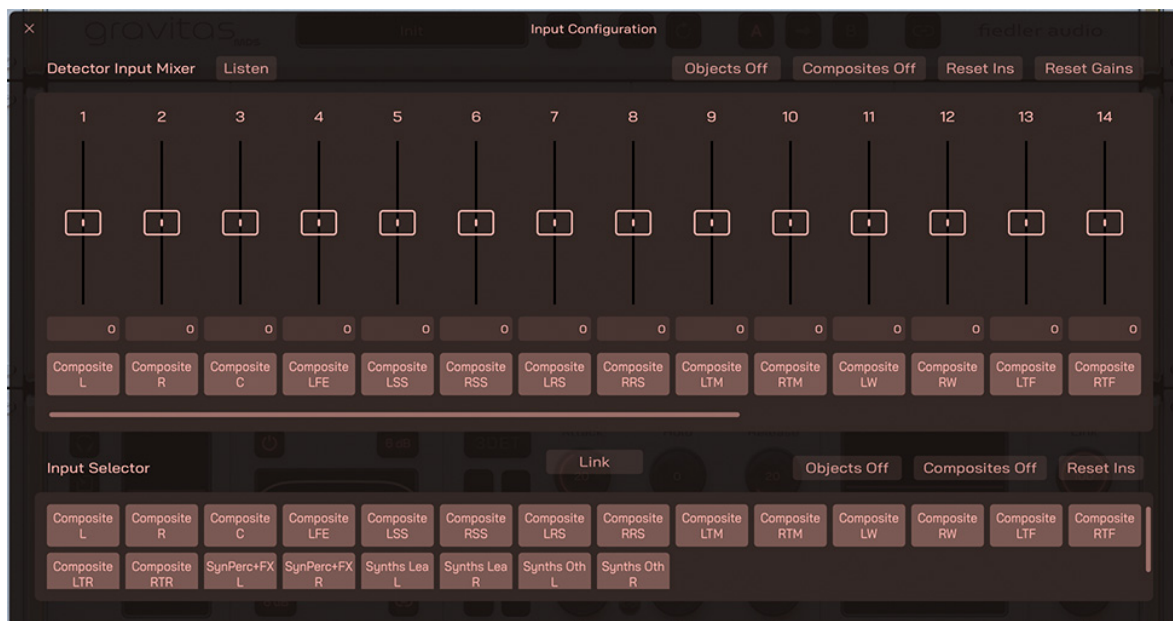 gravitas MDS Init Input Configuration A B fiedler audio
Detector Input Mixer Listen Objects Off Composites Off Reset Ins Reset Gains
1 2 3 4 5 6 7 8 9 10 11 12 13 14
0 0 0 0 0 0 0 0 0 0 0 0 0 0
Composite L Composite R Composite C Composite LFE Composite LSS Composite RSS Composite LRS Composite RRS Composite LTM Composite RTM Composite LW Composite RW Composite LTF Composite RTF
Input Selector Link Objects Off Composites Off Reset Ins
Composite L Composite R Composite C Composite LFE Composite LSS Composite RSS Composite LRS Composite RRS Composite LTM Composite RTM Composite LW Composite RW Composite LTF Composite RTF
Composite LTR Composite RTR SynPerc+FX L SynPerc+FX R Synths Lea L Synths Lea R Synths Oth L Synths Oth R